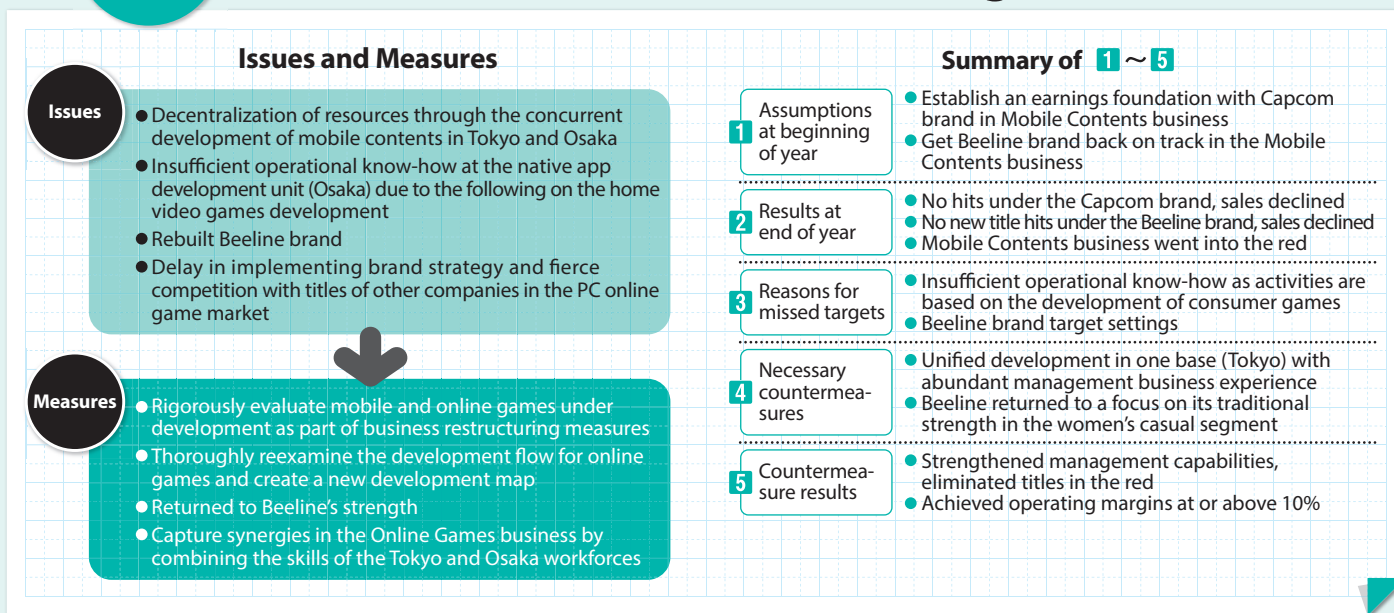 Issues and Measures
Issues
● Decentralization of resources through the concurrent
development of mobile contents in Tokyo and Osaka
● Insufficient operational know-how at the native app
development unit (Osaka) due to the following on the home
video games development
● Rebuilt Beeline brand
● Delay in implementing brand strategy and fierce
competition with titles of other companies in the PC online
game market
Measures
● Rigorously evaluate mobile and online games under
development as part of business restructuring measures
● Thoroughly reexamine the development flow for online
games and create a new development map
● Returned to Beeline's strength
● Capture synergies in the Online Games business by
combining the skills of the Tokyo and Osaka workforces
Summary of 1 ~ 5
1
Assumptions
at beginning
of year
● Establish an earnings foundation with Capcom
brand in Mobile Contents business
● Get Beeline brand back on track in the Mobile
Contents business
2
Results at
end of year
● No hits under the Capcom brand, sales declined
● No new title hits under the Beeline brand, sales declined
● Mobile Contents business went into the red
3
Reasons for
missed targets
● Insufficient operational know-how as activities are
based on the development of consumer games
● Beeline brand target settings
4
Necessary
countermea-
sures
● Unified development in one base (Tokyo) with
abundant management business experience
● Beeline returned to a focus on its traditional
strength in the women's casual segment
5
Countermea-
sure results
● Strengthened management capabilities,
eliminated titles in the red
● Achieved operating margins at or above 10%